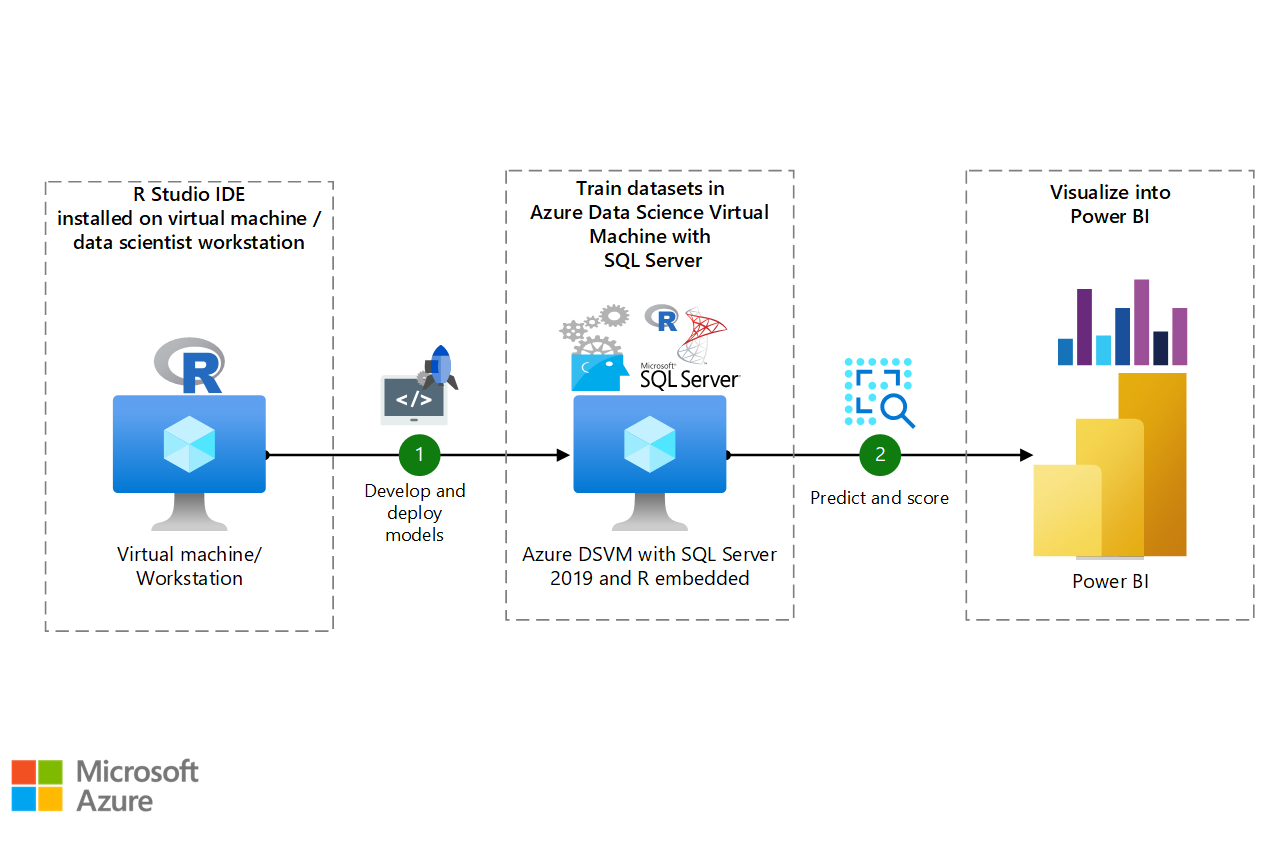 R Studio IDE
installed on virtual machine /
data scientist workstation
R
Virtual machine/
Workstation
</>
1
Develop and
deploy
models
Train datasets in
Azure Data Science Virtual
Machine with
SQL Server
R
Microsoft®
SQL Server
Azure DSVM with SQL Server
2019 and R embedded
2
Predict and score
Visualize into
Power BI
Power BI
Microsoft
Azure